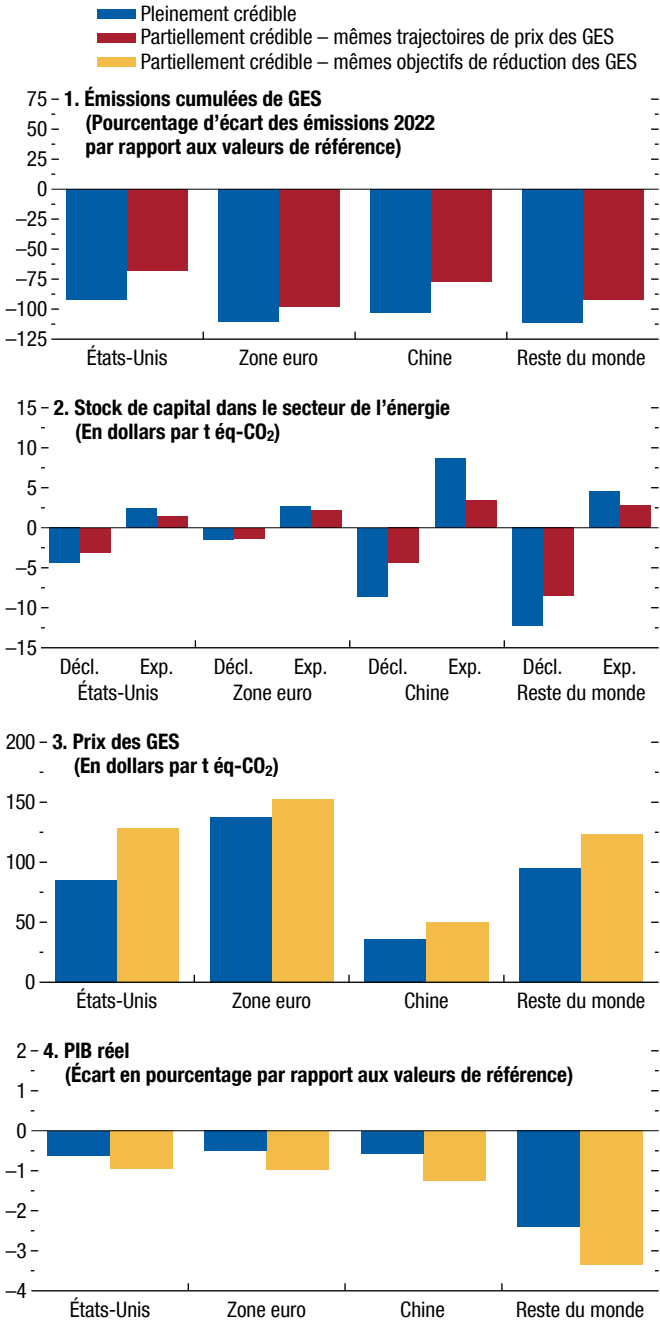 Pleinement crédible
Partiellement crédible – mêmes trajectoires de prix des GES
Partiellement crédible – mêmes objectifs de réduction des GES
1. Émissions cumulées de GES
(Pourcentage d'écart des émissions 2022
par rapport aux valeurs de référence)
75
50
25
0
–25
–50
–75
–100
–125
États-Unis Zone euro Chine Reste du monde
2. Stock de capital dans le secteur de l'énergie
(En dollars par t éq-CO₂)
15
10
5
0
–5
–10
–15
Décl. Exp. Décl. Exp. Décl. Exp. Décl. Exp.
États-Unis Zone euro Chine Reste du monde
3. Prix des GES
(En dollars par t éq-CO₂)
200
150
100
50
0
États-Unis Zone euro Chine Reste du monde
4. PIB réel
(Écart en pourcentage par rapport aux valeurs de référence)
2
1
0
–1
–2
–3
–4
États-Unis Zone euro Chine Reste du monde